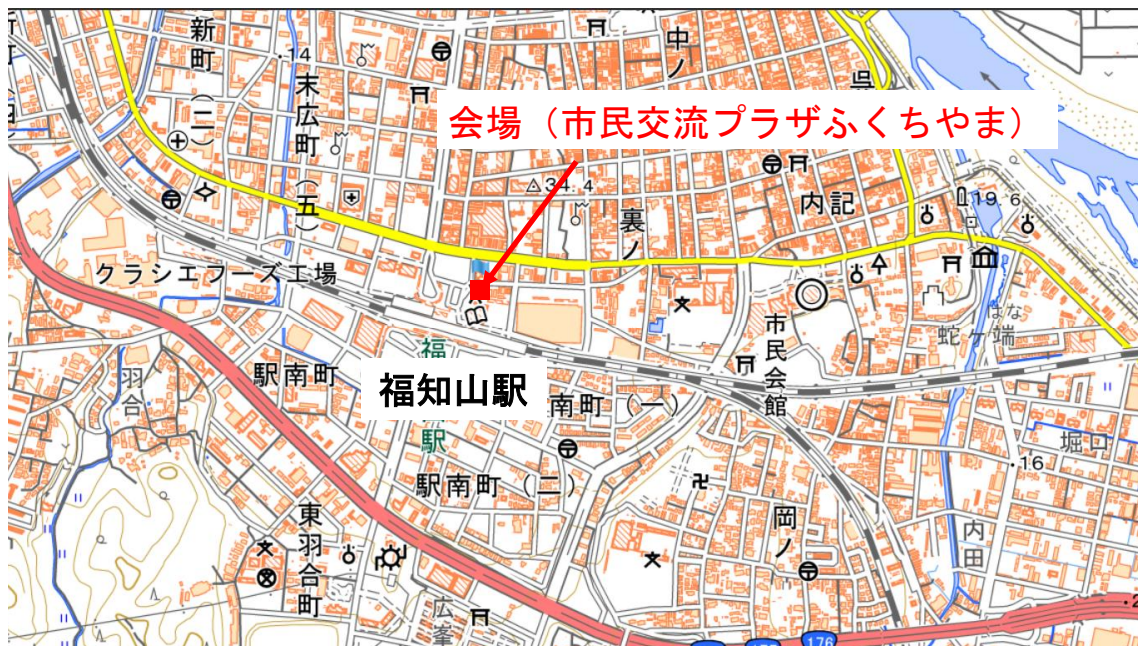 新町（二）
・14
末広町（五）
中ノ
呉
会場（市民交流プラザふくちやま）
34.4
裏ノ
内記
19.6
クラシエフーズ工場
はな
蛇ヶ端
市民会館
駅南町
羽合
福知山駅
南町（一）
堀口
・16
駅南町（二）
東羽合町
岡ノ
内田
広峯
176